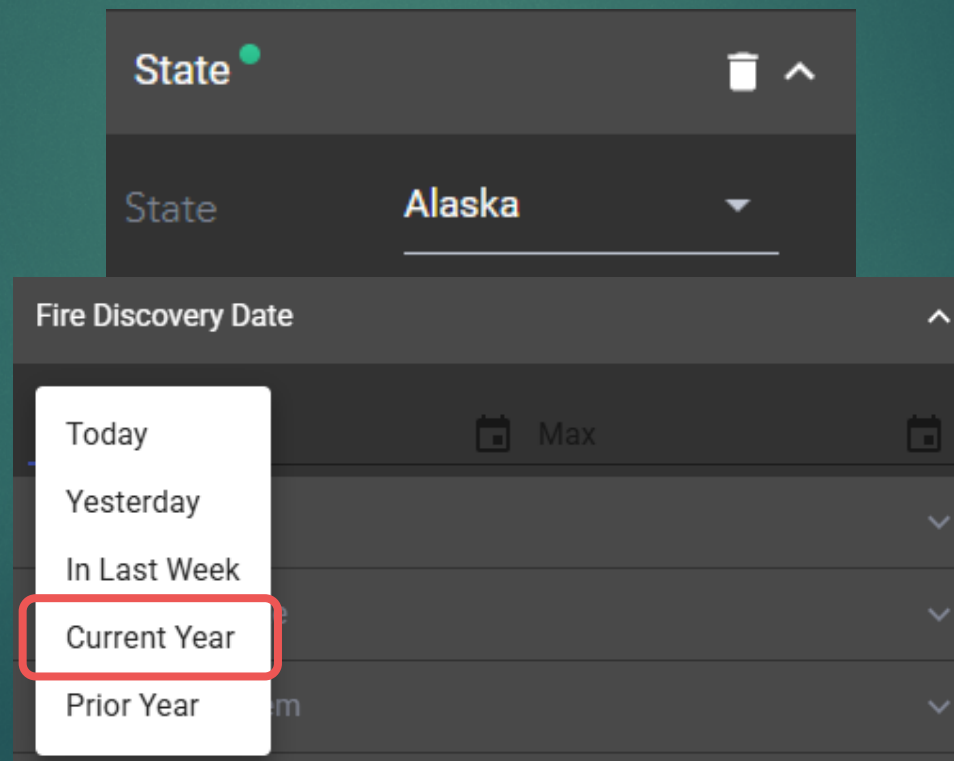 State
State Alaska
Fire Discovery Date
Max
Today
Yesterday
In Last Week
Current Year
Prior Year